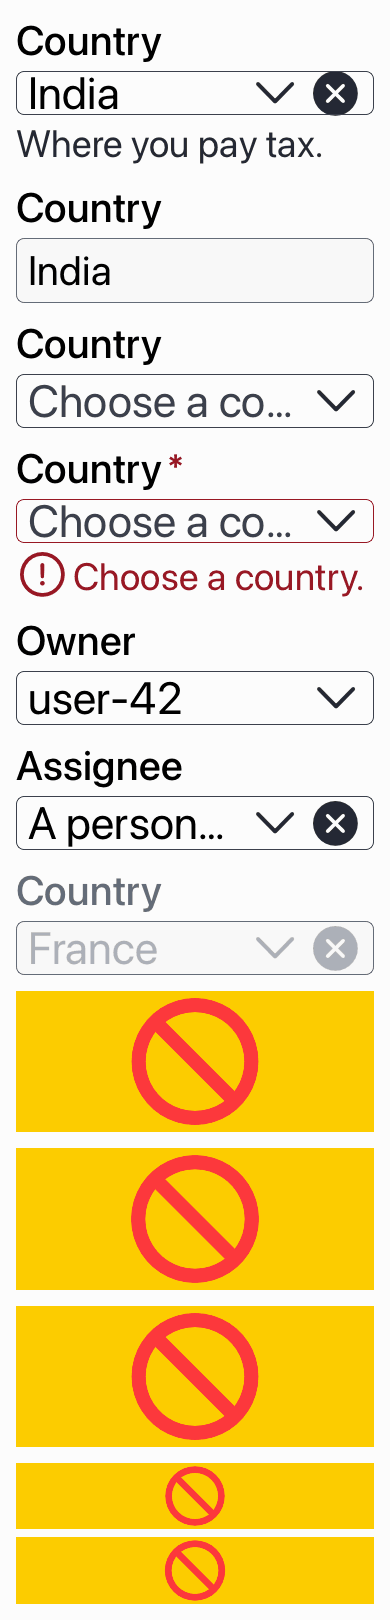 Country
India
Where you pay tax.
Country
India
Country
Choose a co...
Country *
Choose a co...
Choose a country.
Owner
user-42
Assignee
A person...
Country
France